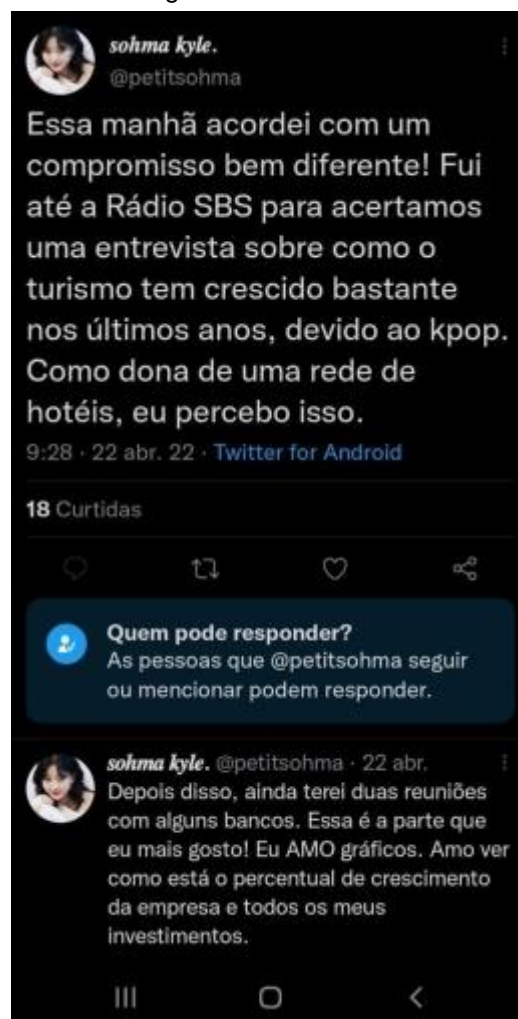 sohma kyle.
@petitsohma
Essa manhã acordei com um
compromisso bem diferente! Fui
até a Rádio SBS para acertamos
uma entrevista sobre como o
turismo tem crescido bastante
nos últimos anos, devido ao kpop.
Como dona de uma rede de
hotéis, eu percebo isso.
9:28 · 22 abr. 22 · Twitter for Android
18 Curtidas
Quem pode responder?
As pessoas que @petitsohma seguir
ou mencionar podem responder.
sohma kyle. @petitsohma · 22 abr.
Depois disso, ainda terei duas reuniões
com alguns bancos. Essa é a parte que
eu mais gosto! Eu AMO gráficos. Amo ver
como está o percentual de crescimento
da empresa e todos os meus
investimentos.